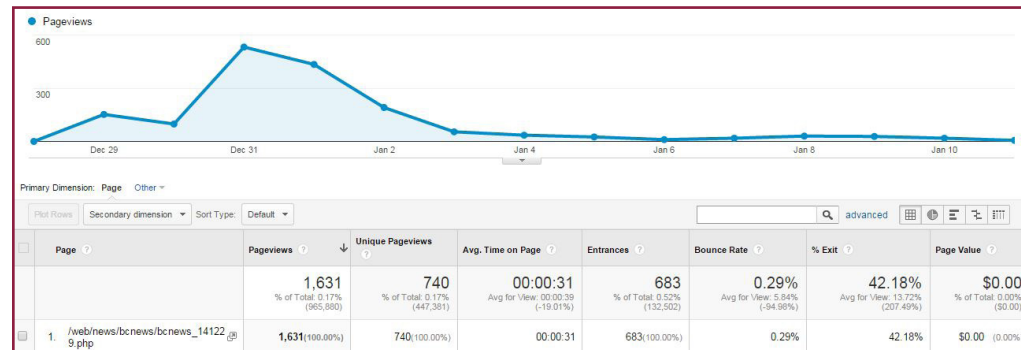 Pageviews
600
300
Dec 29 Dec 31 Jan 2 Jan 4 Jan 6 Jan 8 Jan 10
Primary Dimension: Page Other
Plot Rows Secondary dimension Sort Type: Default advanced
Page ? Pageviews ? Unique Pageviews ? Avg. Time on Page ? Entrances ? Bounce Rate ? % Exit ? Page Value ?
1,631 740 00:00:31 683 0.29% 42.18% $0.00
% of Total: 0.17% % of Total: 0.17% Avg for View: 00:00:39 % of Total: 0.52% Avg for View: 5.84% Avg for View: 13.72% % of Total: 0.00%
(965,880) (447,381) (-19.01%) (132,502) (-94.98%) (207.49%) ($0.00)
1. /web/news/bcnews/bcnews_14122 1,631(100.00%) 740(100.00%) 00:00:31 683(100.00%) 0.29% 42.18% $0.00 (0.00%
9.php